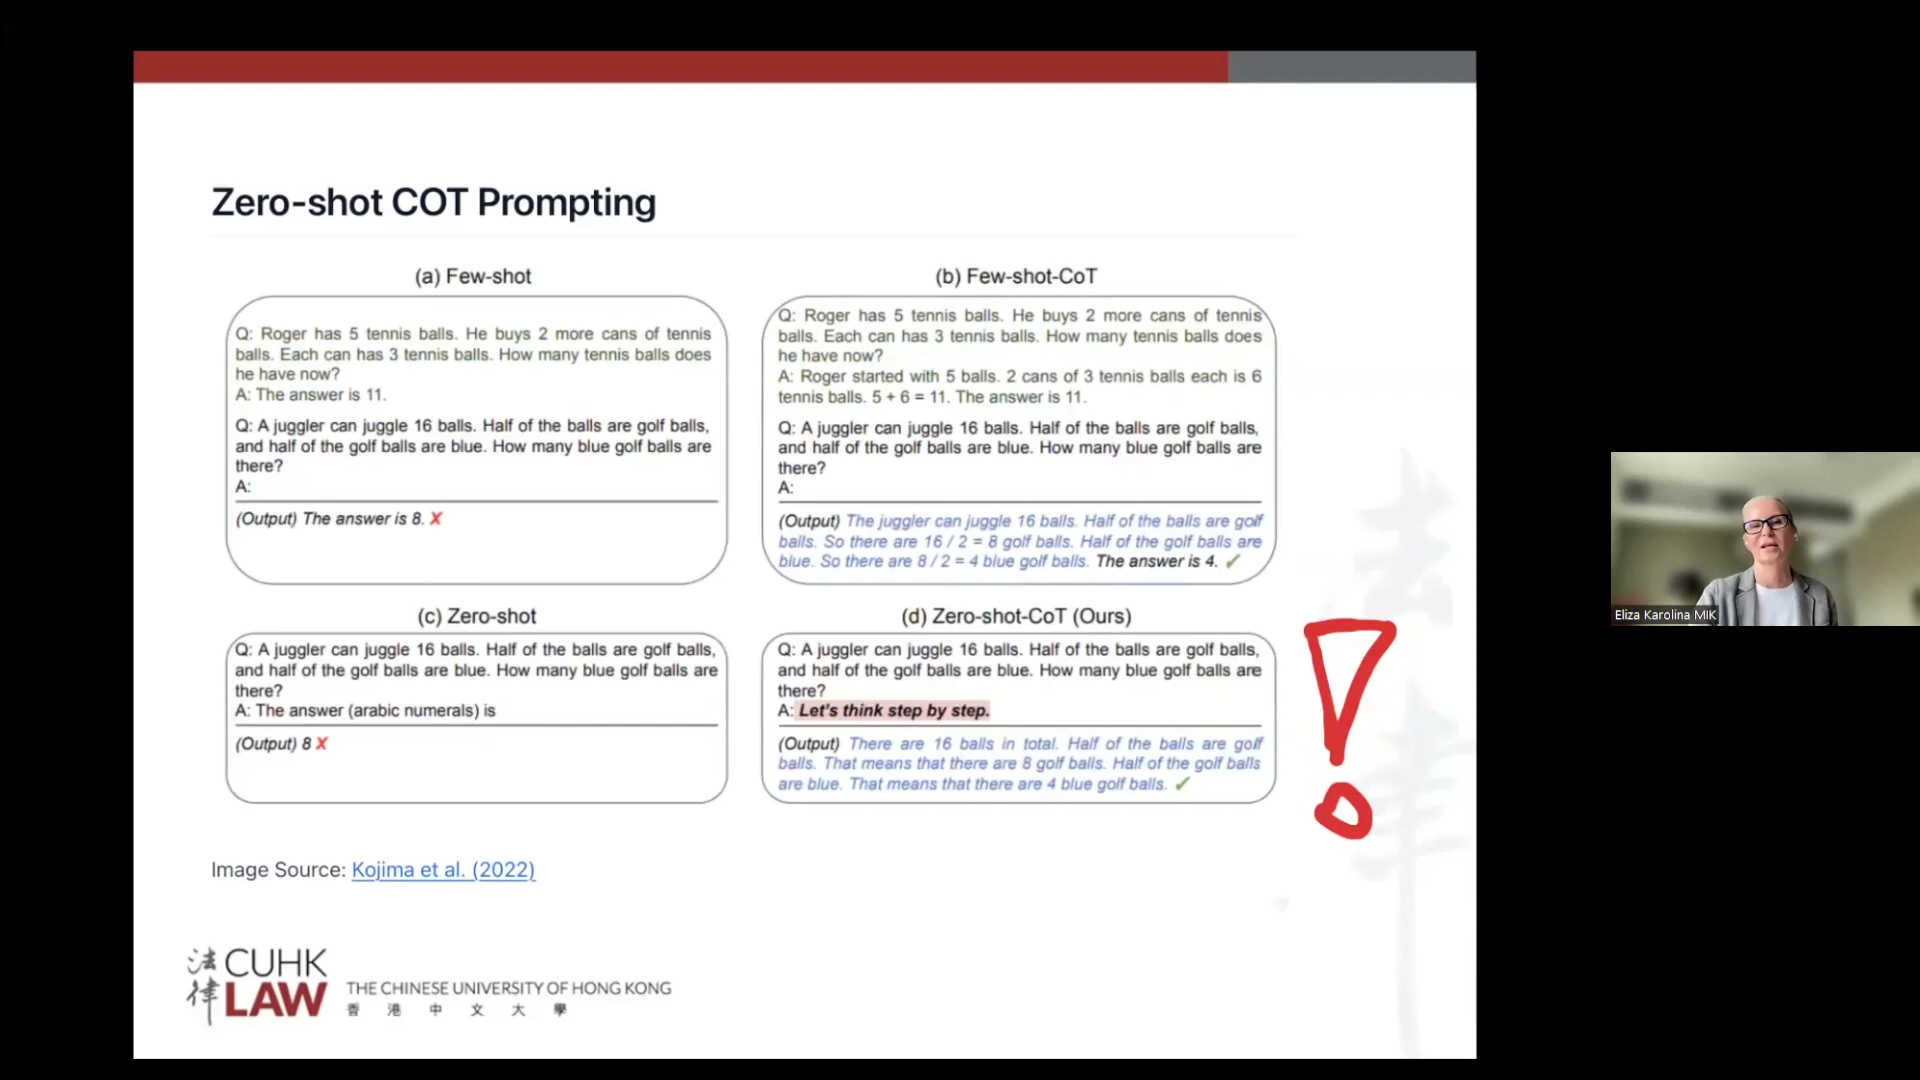 Zero-shot COT Prompting
(a) Few-shot
Q: Roger has 5 tennis balls. He buys 2 more cans of tennis
balls. Each can has 3 tennis balls. How many tennis balls does
he have now?
A: The answer is 11.
Q: A juggler can juggle 16 balls. Half of the balls are golf balls,
and half of the golf balls are blue. How many blue golf balls are
there?
A:
(Output) The answer is 8. X
(b) Few-shot-CoT
Q: Roger has 5 tennis balls. He buys 2 more cans of tennis
balls. Each can has 3 tennis balls. How many tennis balls does
he have now?
A: Roger started with 5 balls. 2 cans of 3 tennis balls each is 6
tennis balls. 5 + 6 = 11. The answer is 11.
Q: A juggler can juggle 16 balls. Half of the balls are golf balls,
and half of the golf balls are blue. How many blue golf balls are
there?
A:
(Output) The juggler can juggle 16 balls. Half of the balls are golf
balls. So there are 16 / 2 = 8 golf balls. Half of the golf balls are
blue. So there are 8 / 2 = 4 blue golf balls. The answer is 4. ✓
(c) Zero-shot
Q: A juggler can juggle 16 balls. Half of the balls are golf balls,
and half of the golf balls are blue. How many blue golf balls are
there?
A: The answer (arabic numerals) is
(Output) 8 X
(d) Zero-shot-CoT (Ours)
Q: A juggler can juggle 16 balls. Half of the balls are golf balls,
and half of the golf balls are blue. How many blue golf balls are
there?
A: Let's think step by step.
(Output) There are 16 balls in total. Half of the balls are golf
balls. That means that there are 8 golf balls. Half of the golf balls
are blue. That means that there are 4 blue golf balls. ✓
!
Image Source: Kojima et al. (2022)
法律
CUHK
LAW
THE CHINESE UNIVERSITY OF HONG KONG
香港中文大學
法律
Eliza Karolina MIK